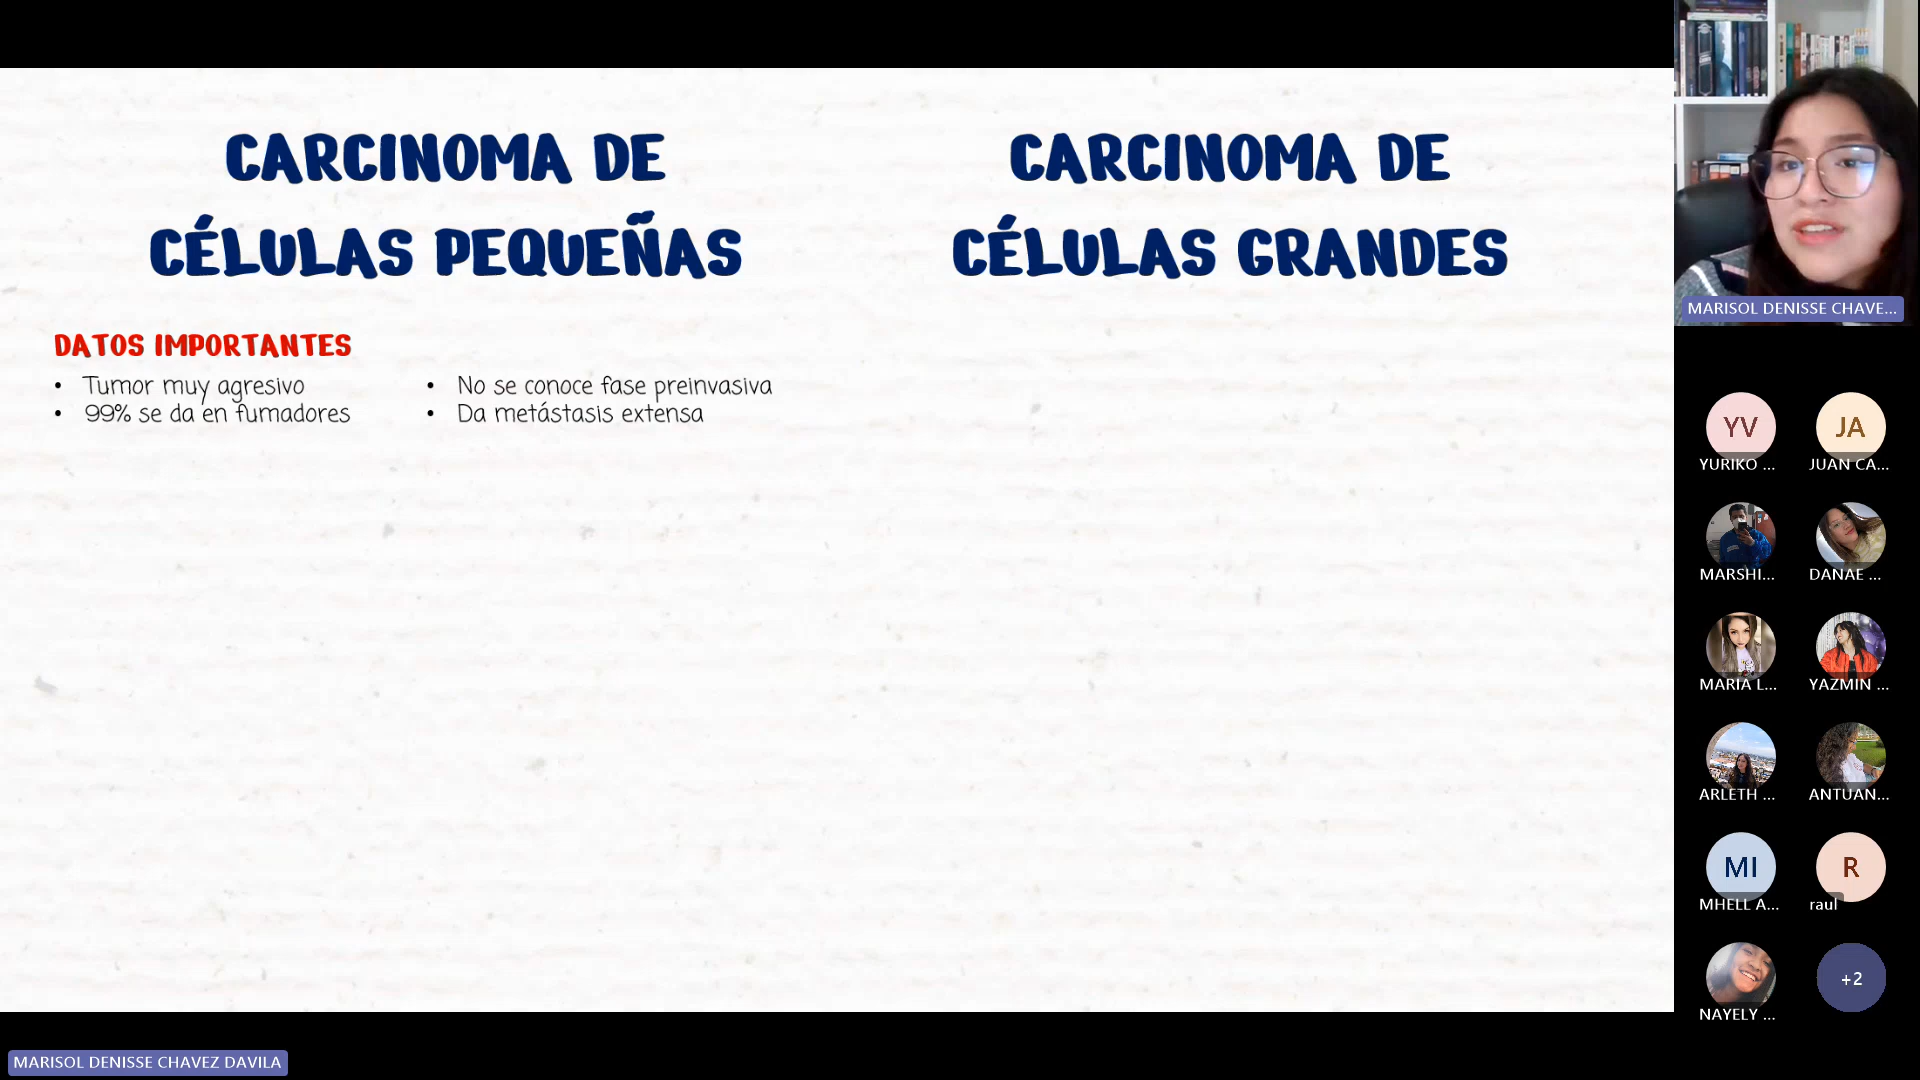 CARCINOMA DE
CÉLULAS PEQUEÑAS
CARCINOMA DE
CÉLULAS GRANDES
DATOS IMPORTANTES
• Tumor muy agresivo
• 99% se da en fumadores
• No se conoce fase preinvasiva
• Da metástasis extensa
MARISOL DENISSE CHAVE...
YV
YURIKO ...
JA
JUAN CA...
MARSHI...
DANAE ...
MARIA L...
YAZMIN ...
ARLETH ...
ANTUAN...
MI
MHELL A...
R
raul
NAYELY ...
+2
MARISOL DENISSE CHAVEZ DAVILA